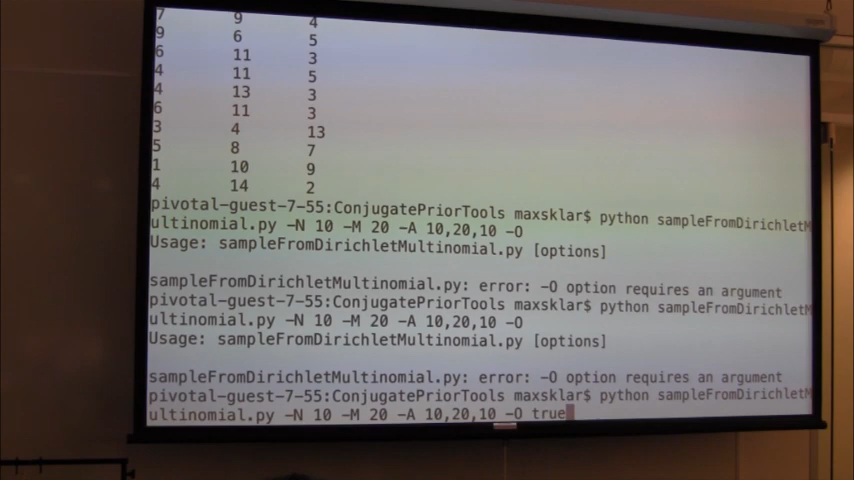 7 9 4
9 6 5
6 11 3
4 11 5
4 13 3
6 11 3
3 4 13
5 8 7
1 10 9
4 14 2
pivotal-guest-7-55:ConjugatePriorTools maxsklar$ python sampleFromDirichletM
ultinomial.py -N 10 -M 20 -A 10,20,10 -O
Usage: sampleFromDirichletMultinomial.py [options]
sampleFromDirichletMultinomial.py: error: -O option requires an argument
pivotal-guest-7-55:ConjugatePriorTools maxsklar$ python sampleFromDirichletM
ultinomial.py -N 10 -M 20 -A 10,20,10 -O
Usage: sampleFromDirichletMultinomial.py [options]
sampleFromDirichletMultinomial.py: error: -O option requires an argument
pivotal-guest-7-55:ConjugatePriorTools maxsklar$ python sampleFromDirichletM
ultinomial.py -N 10 -M 20 -A 10,20,10 -O true